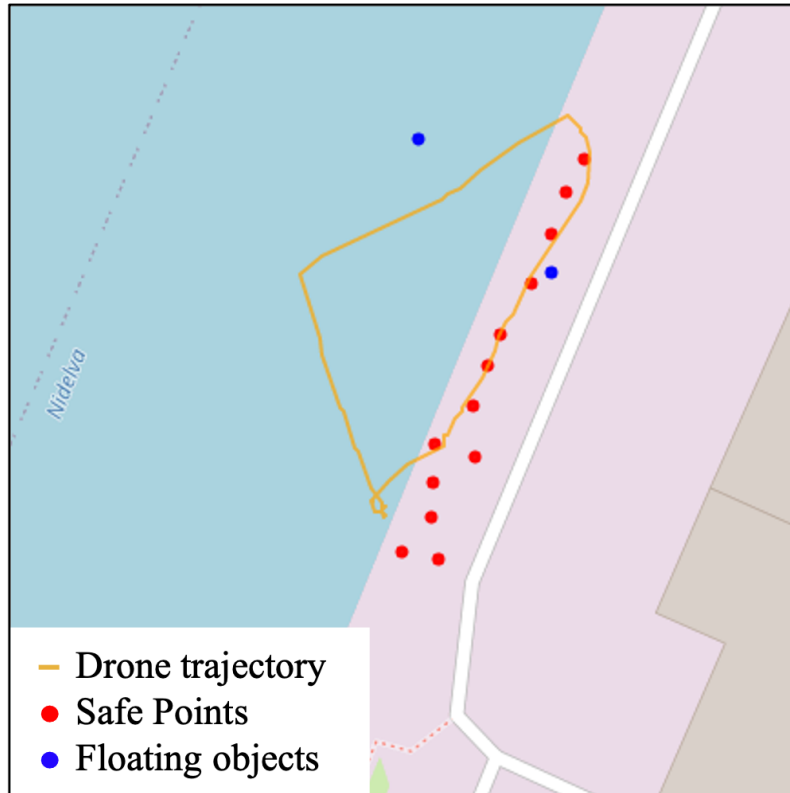 Nidelva
Drone trajectory
Safe Points
Floating objects